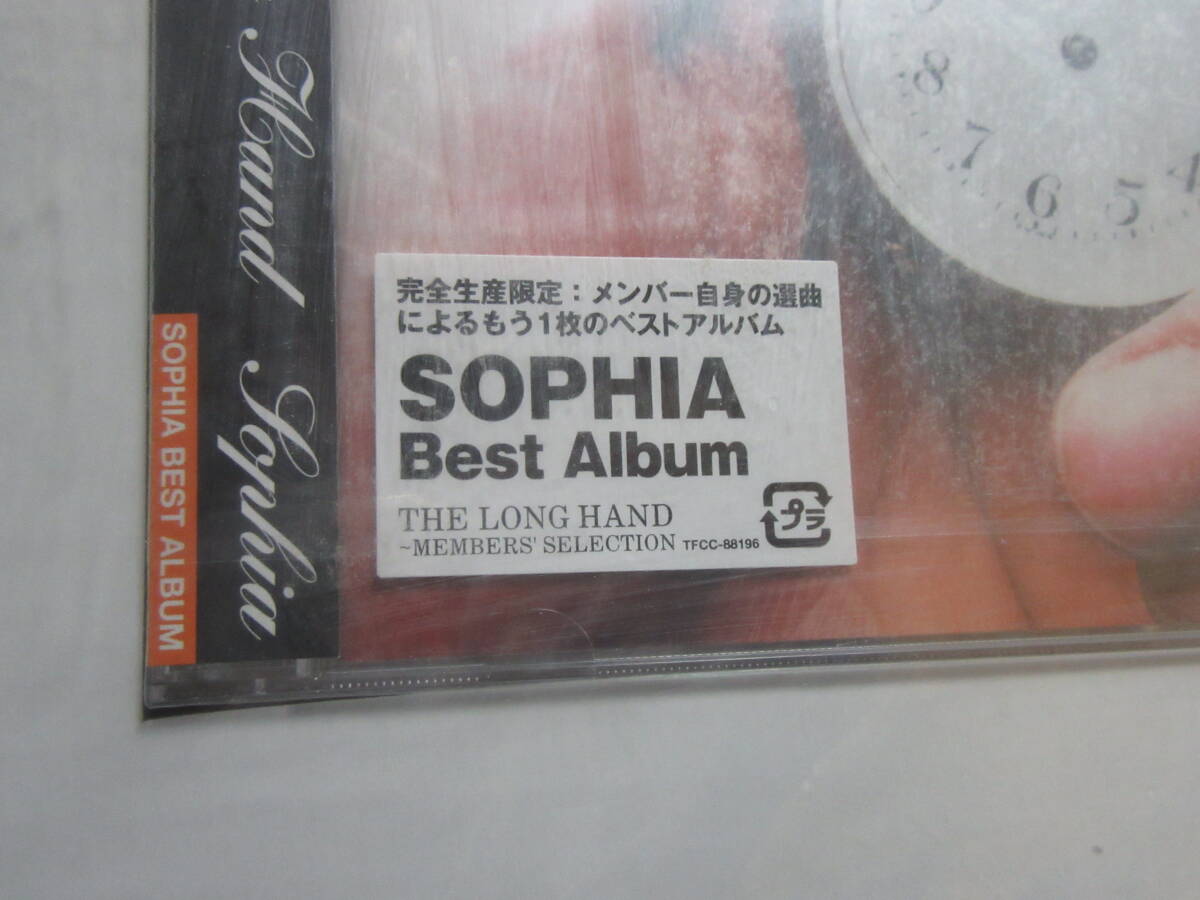 Hand Sophia
SOPHIA BEST ALBUM
8
7
6
5
4
完全生産限定：メンバー自身の選曲
によるもう1枚のベストアルバム
SOPHIA
Best Album
THE LONG HAND
~MEMBERS' SELECTION TFCC-88196
プラ